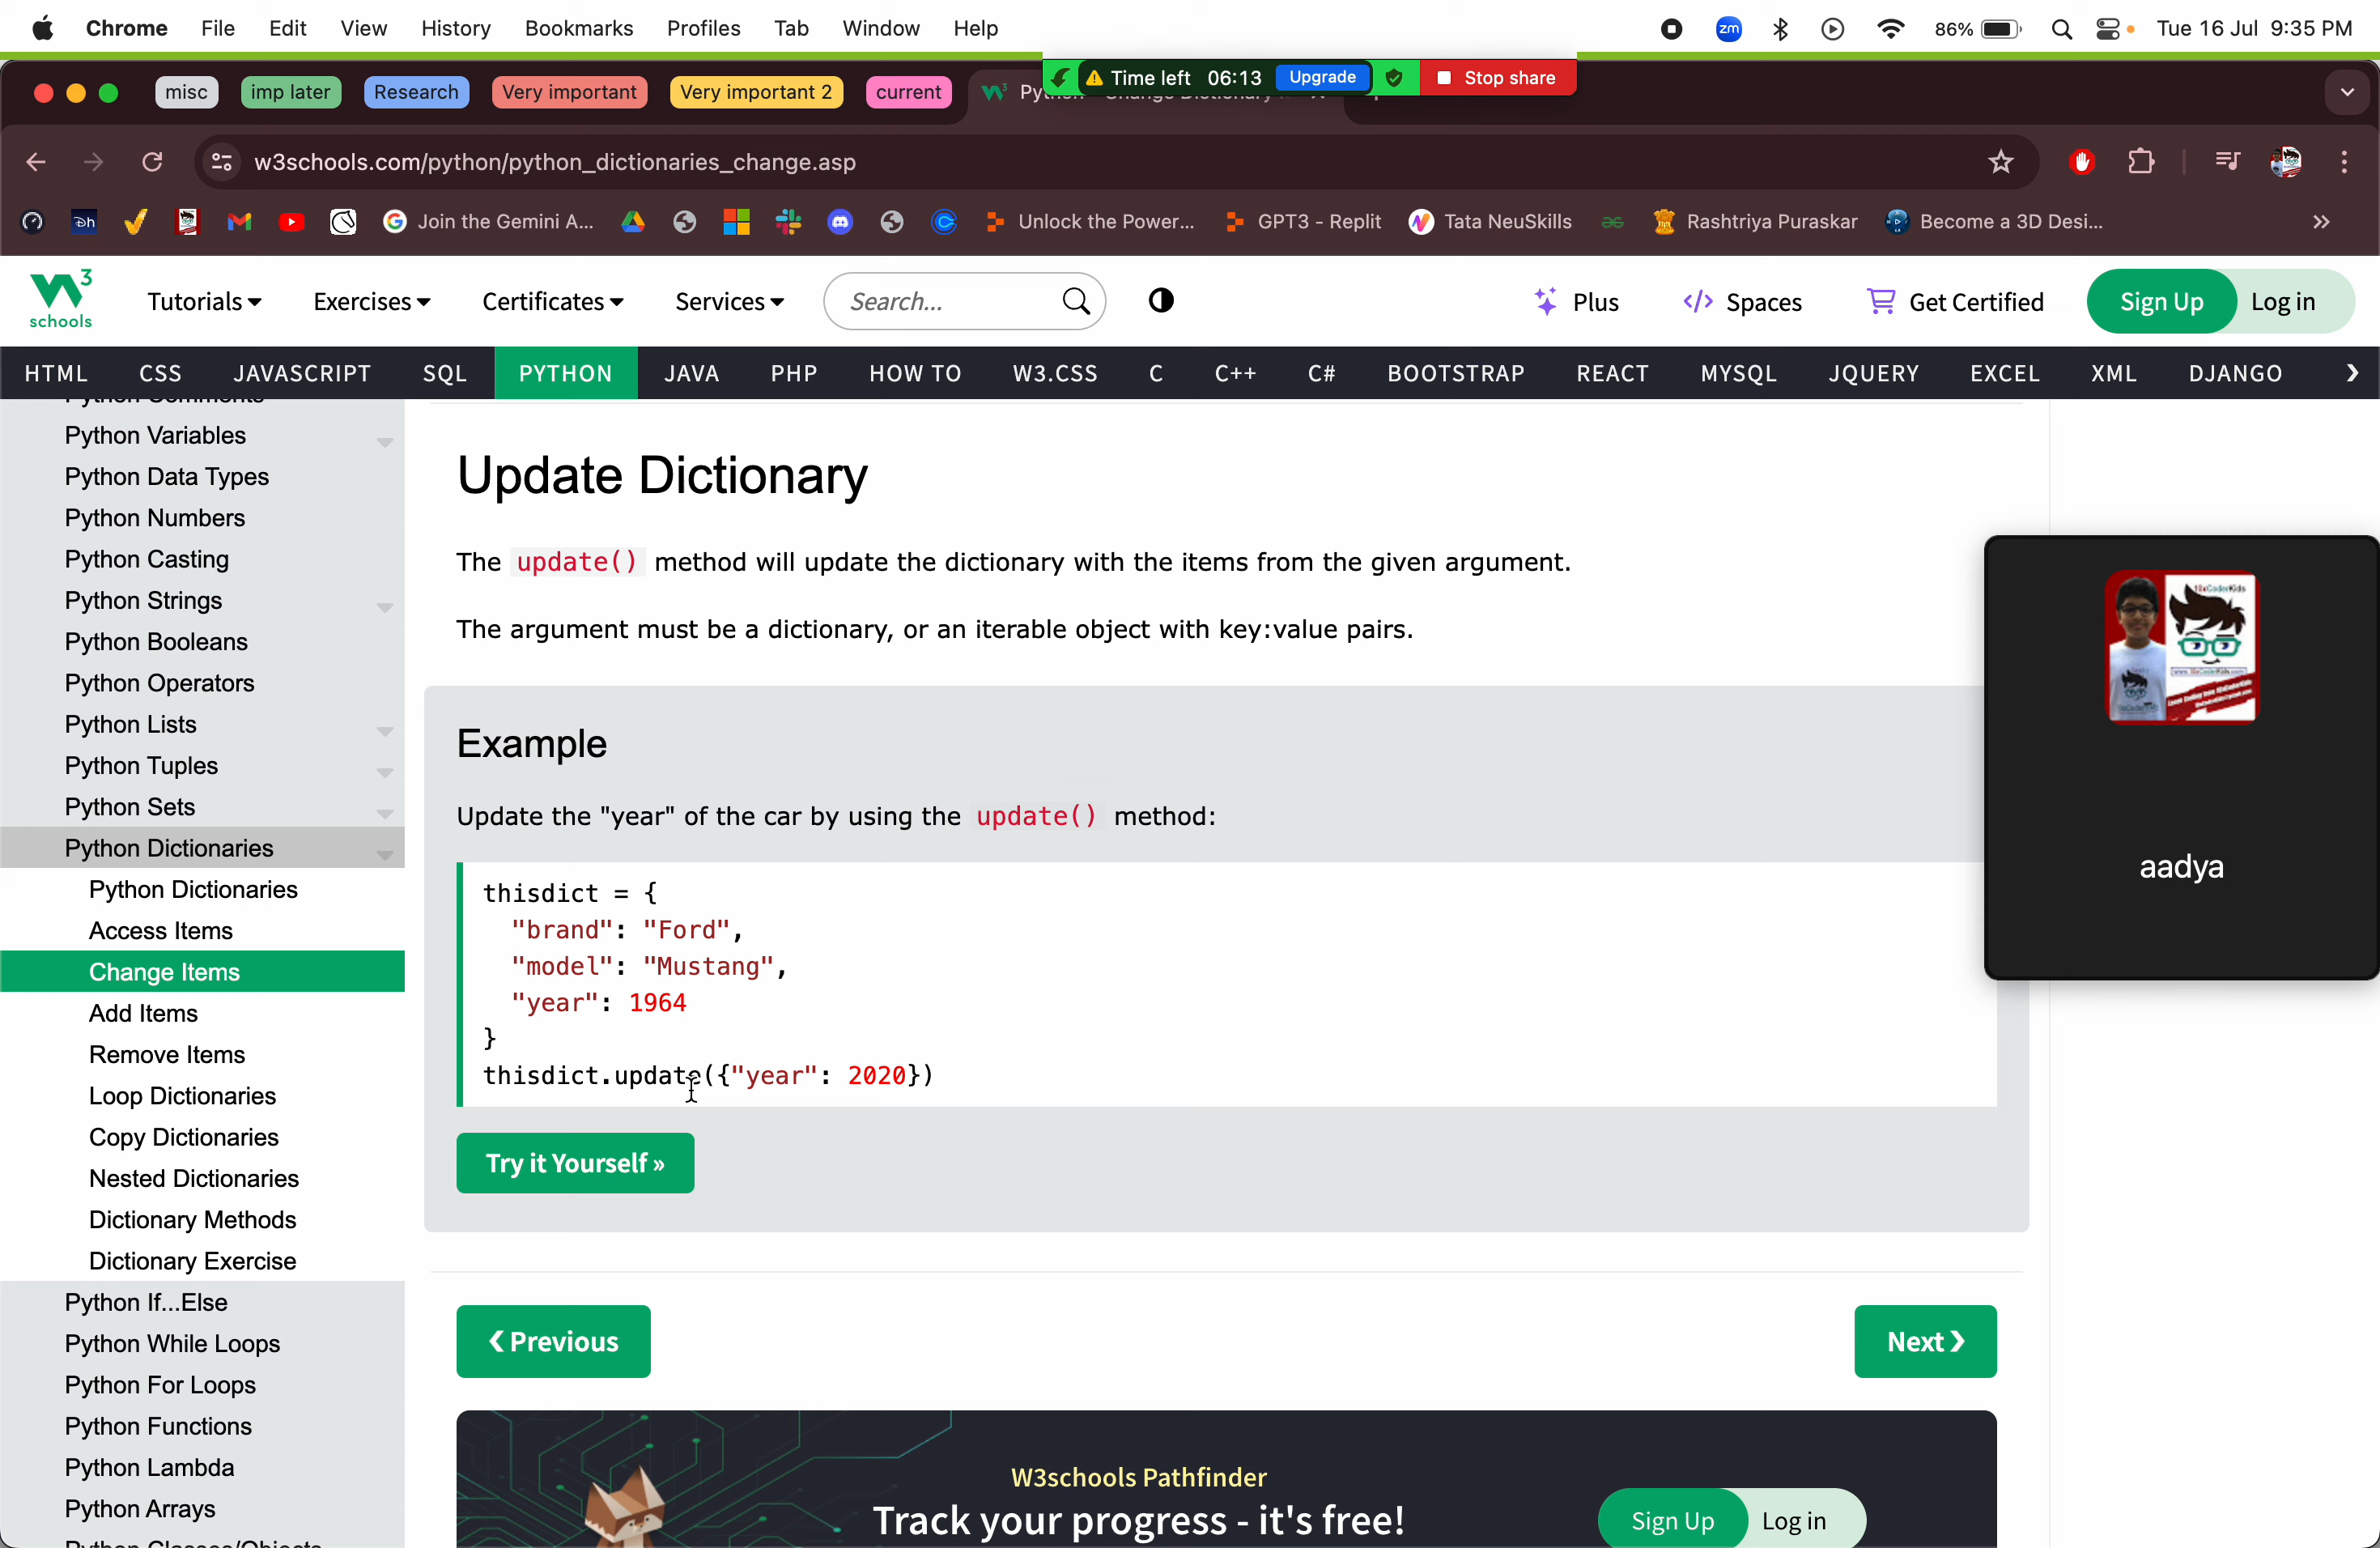 Chrome File Edit View History Bookmarks Profiles Tab Window Help
zm 86% Tue 16 Jul 9:35 PM
misc imp later Research Very important Very important 2 current
Time left 06:13 Upgrade Stop share
w3schools.com/python/python_dictionaries_change.asp
Join the Gemini A... Unlock the Power... GPT3 - Replit Tata NeuSkills Rashtriya Puraskar Become a 3D Desi...
W3 schools
Tutorials Exercises Certificates Services Search... Plus Spaces Get Certified Sign Up Log in
HTML CSS JAVASCRIPT SQL PYTHON JAVA PHP HOW TO W3.CSS C C++ C# BOOTSTRAP REACT MYSQL JQUERY EXCEL XML DJANGO
Python Variables
Python Data Types
Python Numbers
Python Casting
Python Strings
Python Booleans
Python Operators
Python Lists
Python Tuples
Python Sets
Python Dictionaries
Python Dictionaries
Access Items
Change Items
Add Items
Remove Items
Loop Dictionaries
Copy Dictionaries
Nested Dictionaries
Dictionary Methods
Dictionary Exercise
Python If...Else
Python While Loops
Python For Loops
Python Functions
Python Lambda
Python Arrays
Update Dictionary
The update() method will update the dictionary with the items from the given argument.
The argument must be a dictionary, or an iterable object with key:value pairs.
Example
Update the "year" of the car by using the update() method:
thisdict = {
"brand": "Ford",
"model": "Mustang",
"year": 1964
}
thisdict.update({"year": 2020})
Try it Yourself »
❮ Previous
Next ❯
W3schools Pathfinder
Track your progress - it's free!
Sign Up Log in
aadya